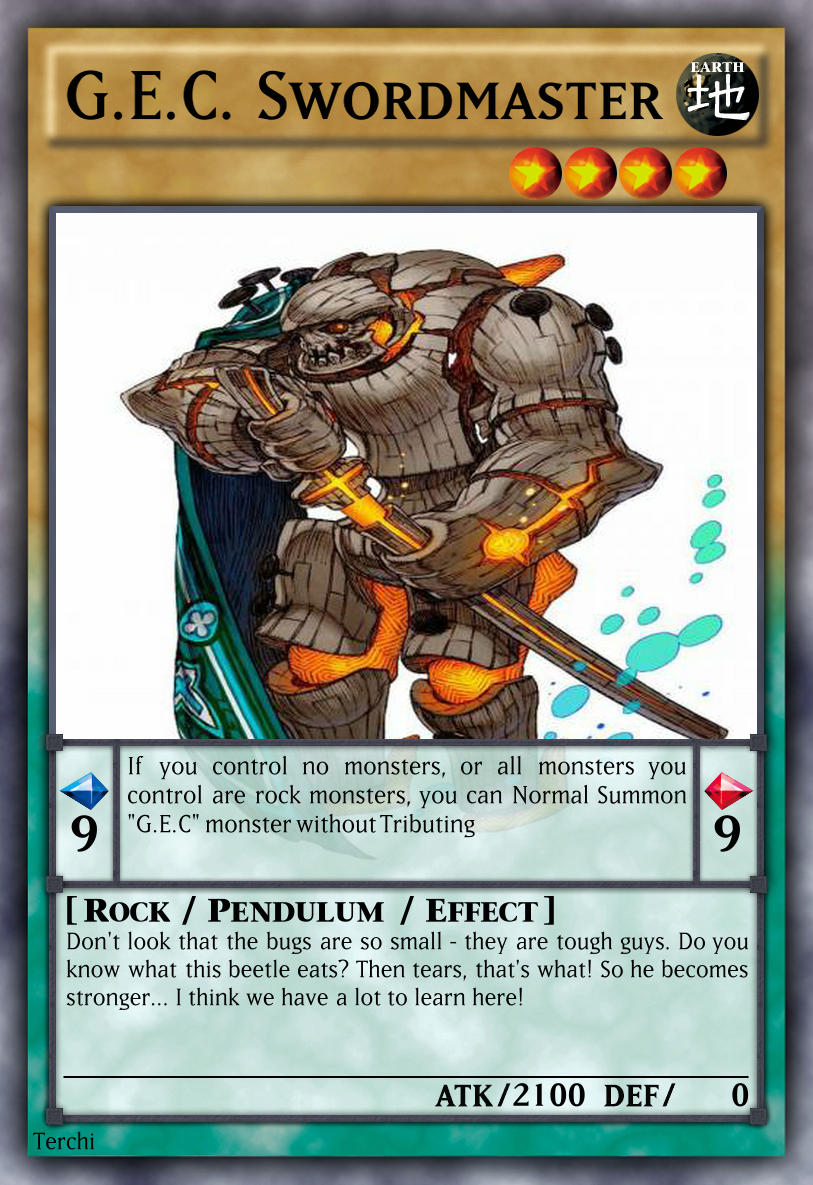 G.E.C. Swordmaster
EARTH
地
If you control no monsters, or all monsters you
control are rock monsters, you can Normal Summon
"G.E.C" monster without Tributing
9
9
[ Rock / Pendulum / Effect ]
Don't look that the bugs are so small - they are tough guys. Do you
know what this beetle eats? Then tears, that's what! So he becomes
stronger... I think we have a lot to learn here!
ATK/2100 DEF/ 0
Terchi